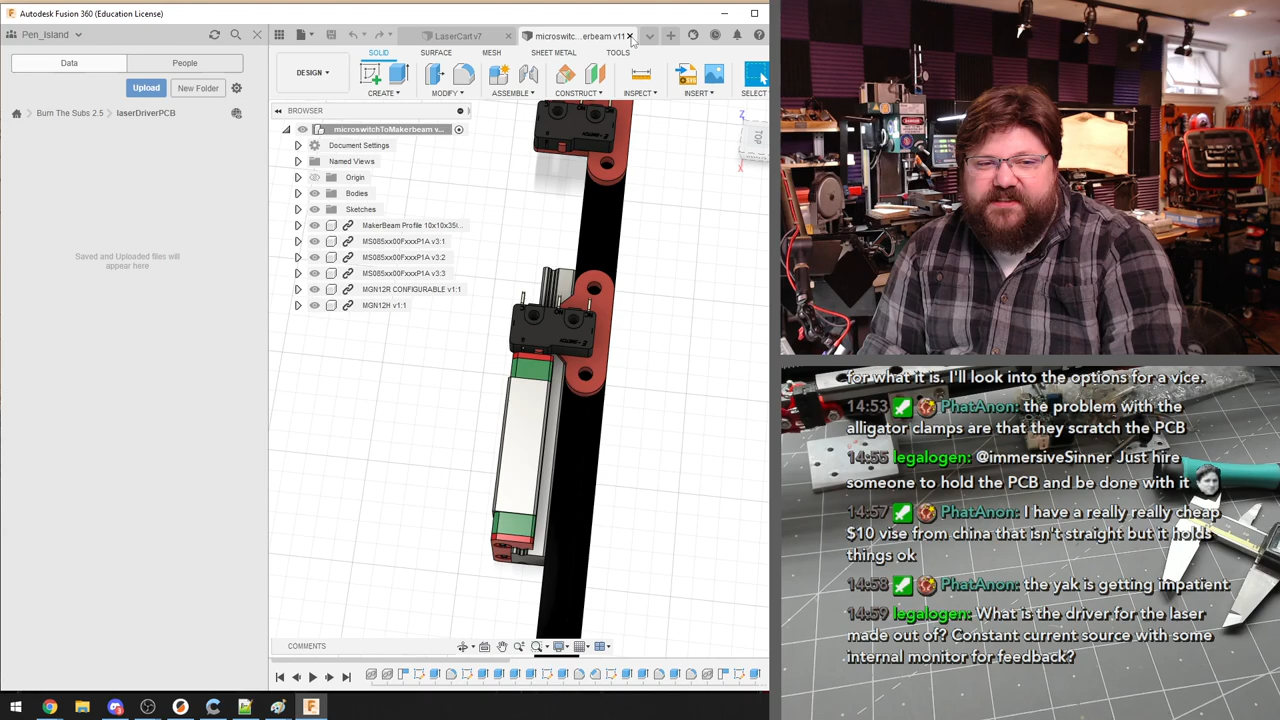 Autodesk Fusion 360 (Education License)
Pen_Island
LaserCart v7
microswitc...erbeam v11
Data
People
Upload
New Folder
Burn The Subs 2.5
laserDriverPCB
Saved and Uploaded files will
appear here
SOLID
SURFACE
MESH
SHEET METAL
TOOLS
DESIGN
CREATE
MODIFY
ASSEMBLE
CONSTRUCT
INSPECT
INSERT
SELECT
BROWSER
microswitchToMakerbeam v...
Document Settings
Named Views
Origin
Bodies
Sketches
MakerBeam Profile 10x10x35(...
MS085xx00FxxxP1A v3:1
MS085xx00FxxxP1A v3:2
MS085xx00FxxxP1A v3:3
MGN12R CONFIGURABLE v1:1
MGN12H v1:1
Z
TOP
X
COMMENTS
for what it is. I'll look into the options for a vice.
14:53 PhatAnon: the problem with the
alligator clamps are that they scratch the PCB
14:55 legalogen: @immersiveSinner Just hire
someone to hold the PCB and be done with it
14:57 PhatAnon: I have a really really cheap
$10 vise from china that isn't straight but it holds
things ok
14:58 PhatAnon: the yak is getting impatient
14:59 legalogen: What is the driver for the laser
made out of? Constant current source with some
internal monitor for feedback?